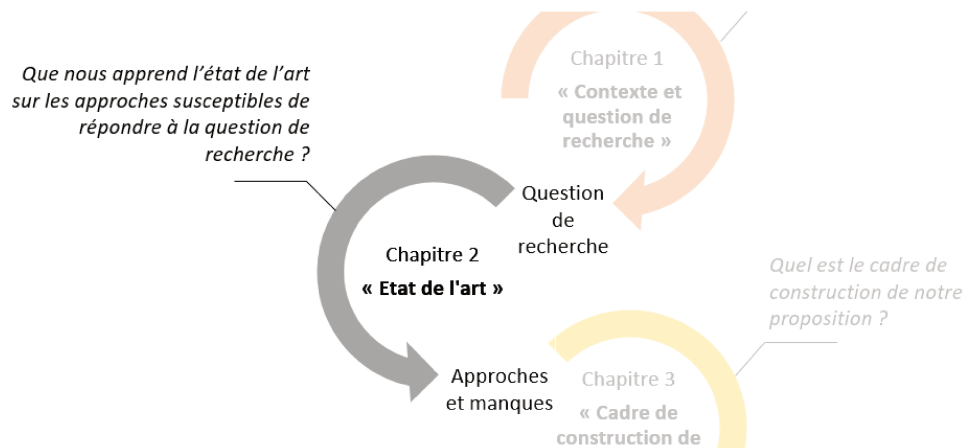 Chapitre 1
« Contexte et
question de
recherche »
Que nous apprend l’état de l’art
sur les approches susceptibles de
répondre à la question de
recherche ?
Question
de
recherche
Chapitre 2
« Etat de l'art »
Quel est le cadre de
construction de notre
proposition ?
Approches
et manques
Chapitre 3
« Cadre de
construction de